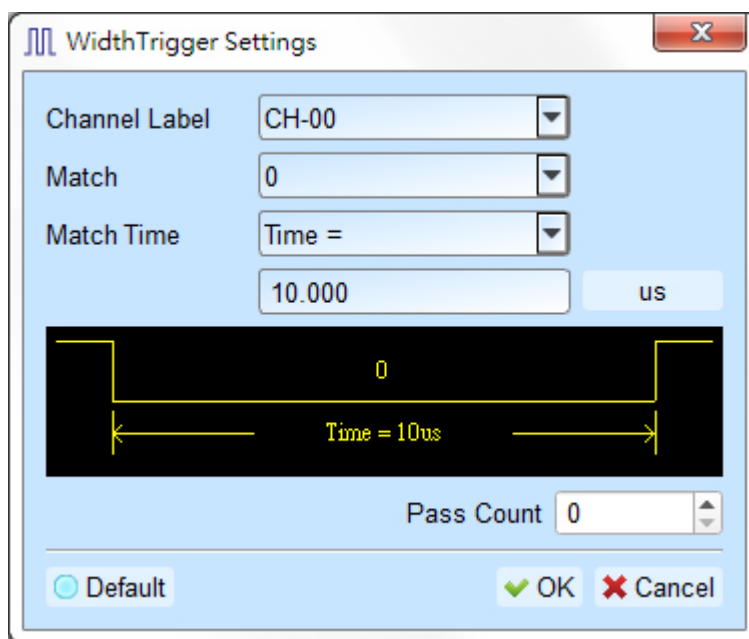 WidthTrigger Settings
Channel Label CH-00
Match 0
Match Time Time =
10.000 us
0
Time = 10us
Pass Count 0
Default OK Cancel